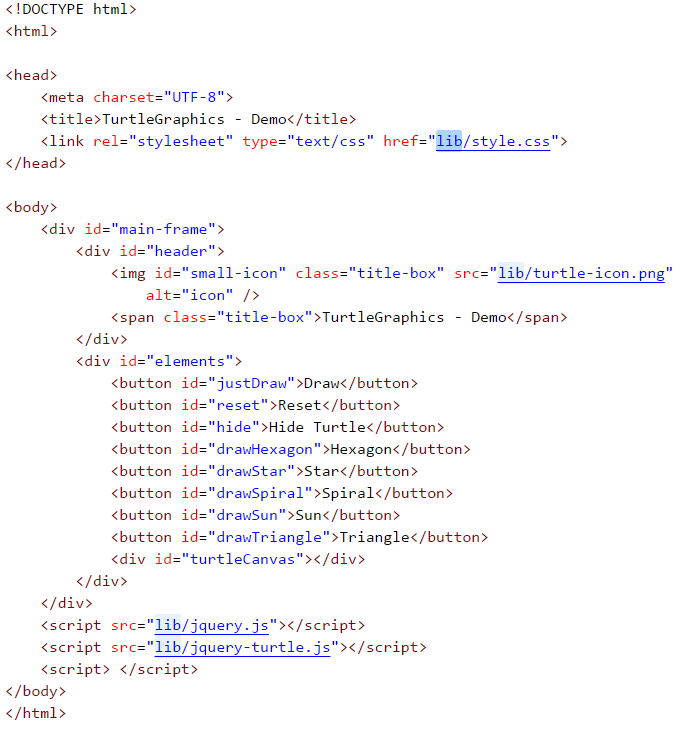 <!DOCTYPE html>
<html>

<head>
    <meta charset="UTF-8">
    <title>TurtleGraphics - Demo</title>
    <link rel="stylesheet" type="text/css" href="lib/style.css">
</head>

<body>
    <div id="main-frame">
        <div id="header">
            <img id="small-icon" class="title-box" src="lib/turtle-icon.png"
                alt="icon" />
            <span class="title-box">TurtleGraphics - Demo</span>
        </div>
        <div id="elements">
            <button id="justDraw">Draw</button>
            <button id="reset">Reset</button>
            <button id="hide">Hide Turtle</button>
            <button id="drawHexagon">Hexagon</button>
            <button id="drawStar">Star</button>
            <button id="drawSpiral">Spiral</button>
            <button id="drawSun">Sun</button>
            <button id="drawTriangle">Triangle</button>
            <div id="turtleCanvas"></div>
        </div>
    </div>
    <script src="lib/jquery.js"></script>
    <script src="lib/jquery-turtle.js"></script>
    <script> </script>
</body>
</html>